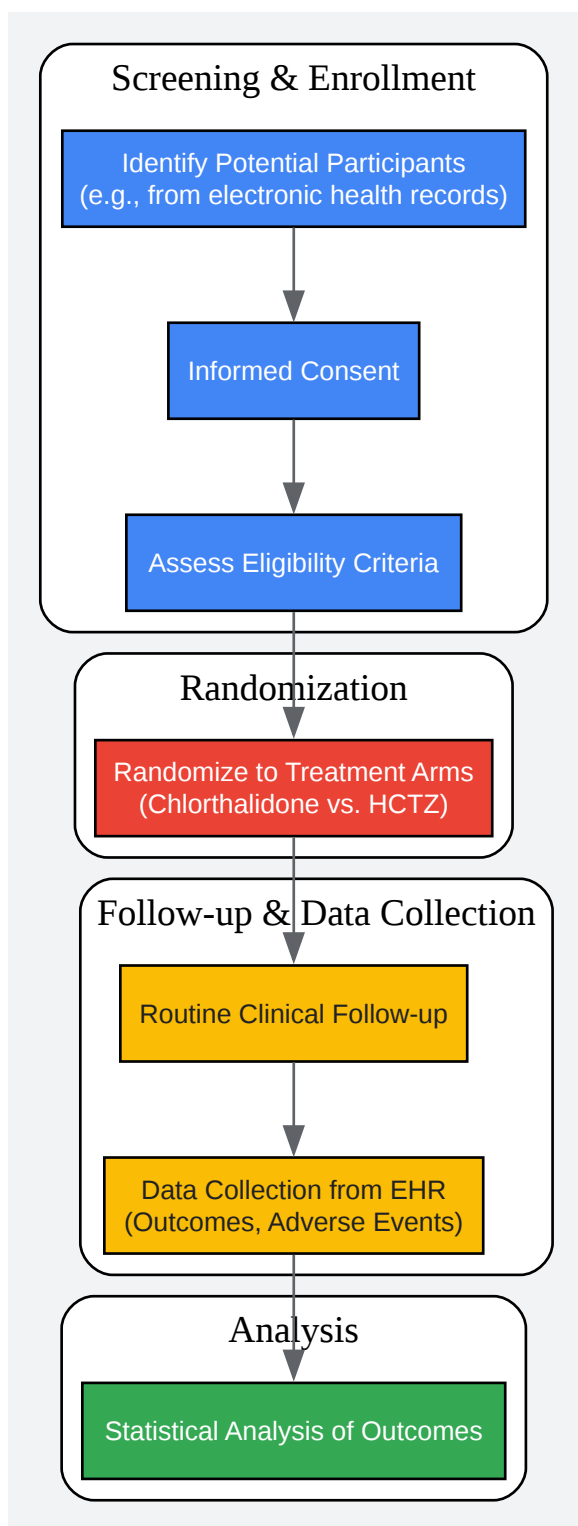 Screening & Enrollment
Identify Potential Participants
(e.g., from electronic health records)
Informed Consent
Assess Eligibility Criteria
Randomization
Randomize to Treatment Arms
(Chlorthalidone vs. HCTZ)
Follow-up & Data Collection
Routine Clinical Follow-up
Data Collection from EHR
(Outcomes, Adverse Events)
Analysis
Statistical Analysis of Outcomes